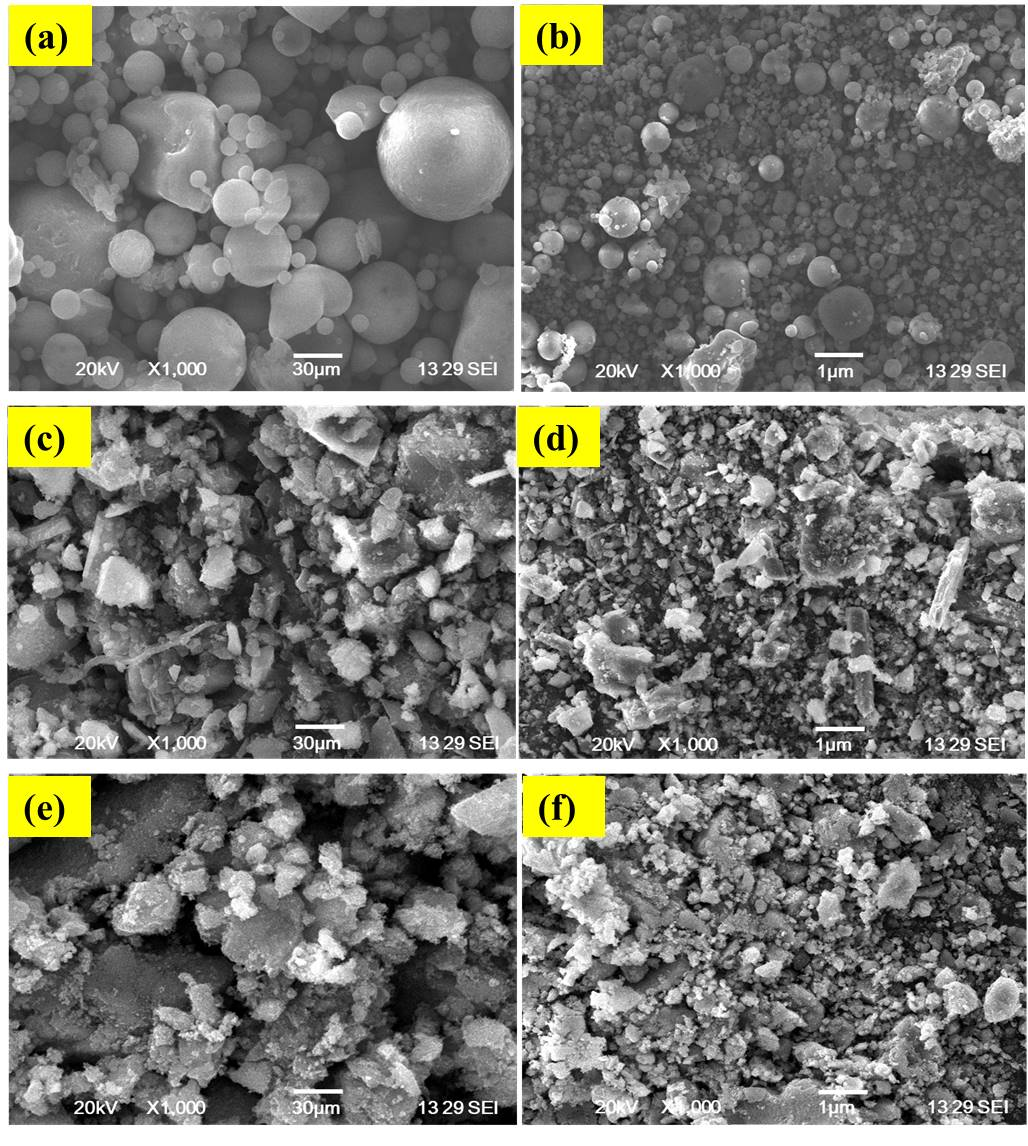 (a)
20kV X1,000 30µm 13 29 SEI
(b)
20kV X1,000 1µm 13 29 SEI
(c)
20kV X1,000 30µm 13 29 SEI
(d)
20kV X1,000 1µm 13 29 SEI
(e)
20kV X1,000 30µm 13 29 SEI
(f)
20kV X1,000 1µm 13 29 SEI